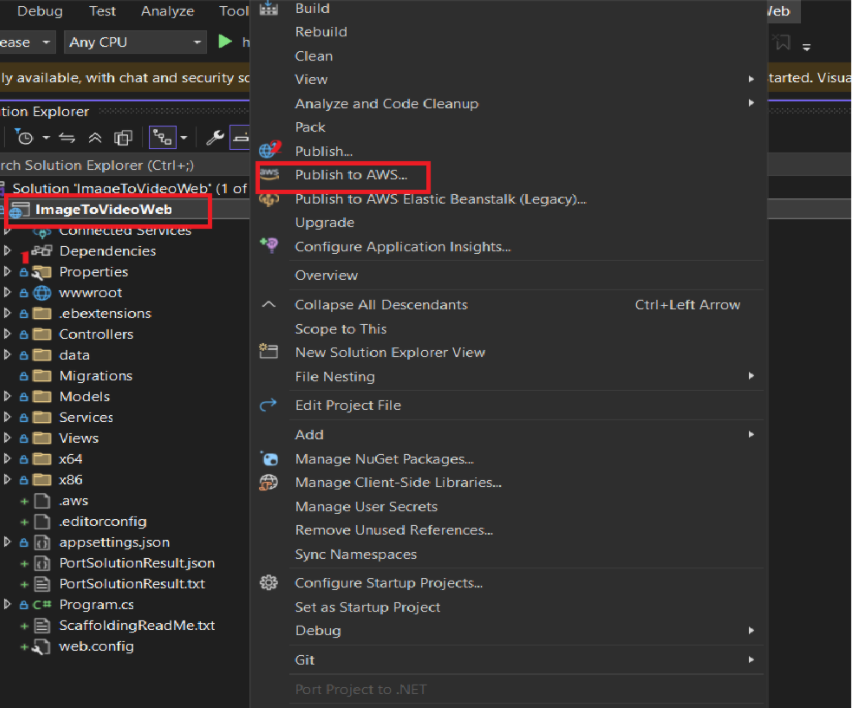 Debug Test Analyze Tool
ease Any CPU
ly available, with chat and security sc
tion Explorer
rch Solution Explorer (Ctrl+;)
Solution 'ImageToVideoWeb' (1 of
ImageToVideoWeb
Connected Services
Dependencies
Properties
wwwroot
.ebextensions
Controllers
data
Migrations
Models
Services
Views
x64
x86
.aws
.editorconfig
appsettings.json
PortSolutionResult.json
PortSolutionResult.txt
Program.cs
ScaffoldingReadMe.txt
web.config
Build
Rebuild
Clean
View
Analyze and Code Cleanup
Pack
Publish...
aws Publish to AWS...
Publish to AWS Elastic Beanstalk (Legacy)...
Upgrade
Configure Application Insights...
Overview
Collapse All Descendants Ctrl+Left Arrow
Scope to This
New Solution Explorer View
File Nesting
Edit Project File
Add
Manage NuGet Packages...
Manage Client-Side Libraries...
Manage User Secrets
Remove Unused References...
Sync Namespaces
Configure Startup Projects...
Set as Startup Project
Debug
Git
Port Project to .NET
Web
tarted. Visua